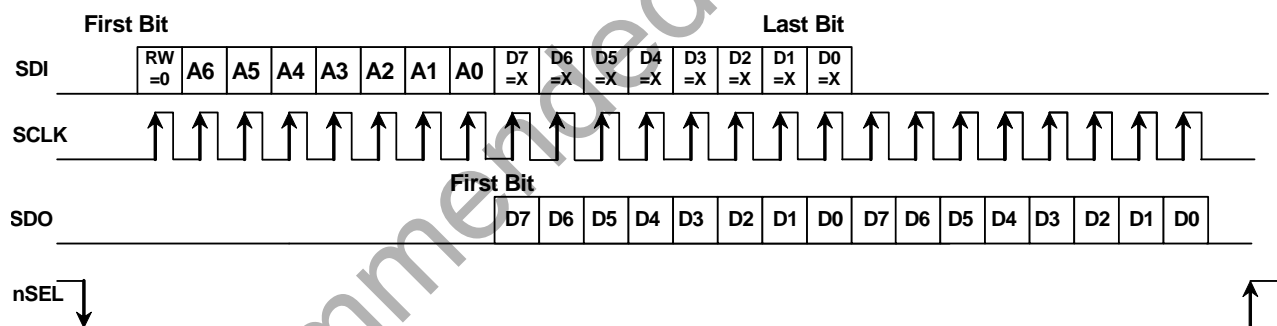 First Bit Last Bit
SDI RW =0 A6 A5 A4 A3 A2 A1 A0 D7 =X D6 =X D5 =X D4 =X D3 =X D2 =X D1 =X D0 =X
SCLK
First Bit
SDO D7 D6 D5 D4 D3 D2 D1 D0 D7 D6 D5 D4 D3 D2 D1 D0
nSEL
mmended